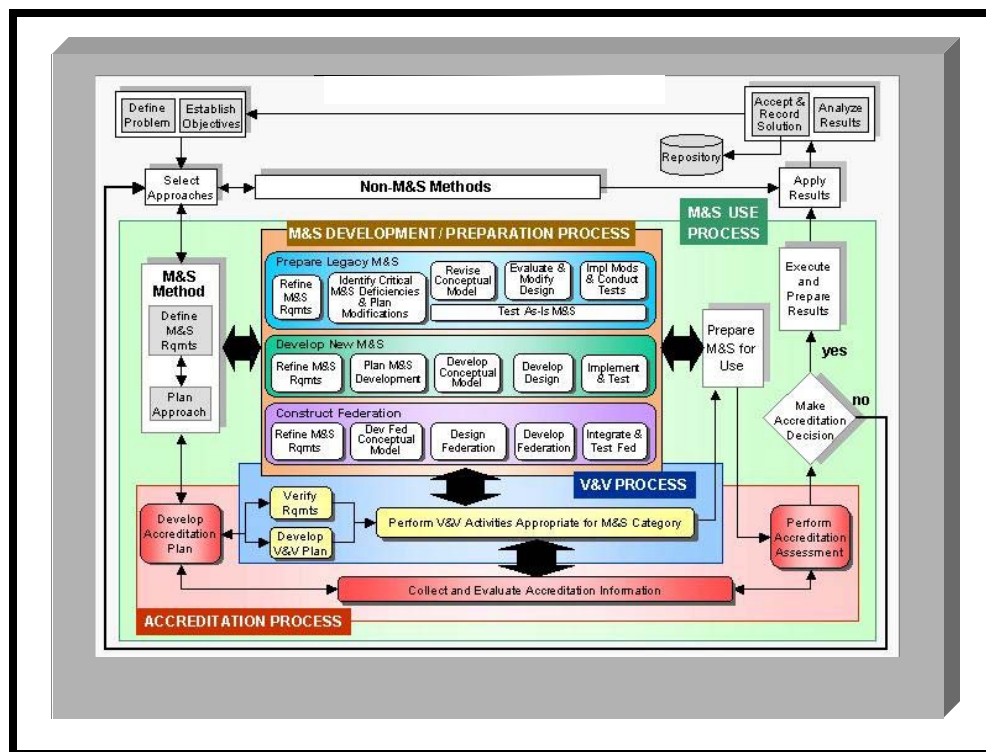 Define
Problem
Establish
Objectives
Accept &
Record
Solution
Analyze
Results
Repository
Select
Approaches
Non-M&S Methods
Apply
Results
M&S USE
PROCESS
M&S DEVELOPMENT/PREPARATION PROCESS
Prepare Legacy M&S
Refine
M&S
Rqmts
Identify Critical
M&S Deficiencies
& Plan
Modifications
Revise
Conceptual
Model
Evaluate &
Modify
Design
Impl Mods
& Conduct
Tests
Test As-Is M&S
M&S
Method
Define
M&S
Rqmts
Plan
Approach
Develop New M&S
Refine M&S
Rqmts
Plan M&S
Development
Develop
Conceptual
Model
Develop
Design
Implement
& Test
Construct Federation
Refine M&S
Rqmts
Dev Fed
Conceptual
Model
Design
Federation
Develop
Federation
Integrate &
Test Fed
Prepare
M&S for
Use
Execute
and
Prepare
Results
yes
no
Make
Accreditation
Decision
V&V PROCESS
Verify
Rqmts
Develop
V&V Plan
Perform V&V Activities Appropriate for M&S Category
Develop
Accreditation
Plan
Perform
Accreditation
Assessment
Collect and Evaluate Accreditation Information
ACCREDITATION PROCESS